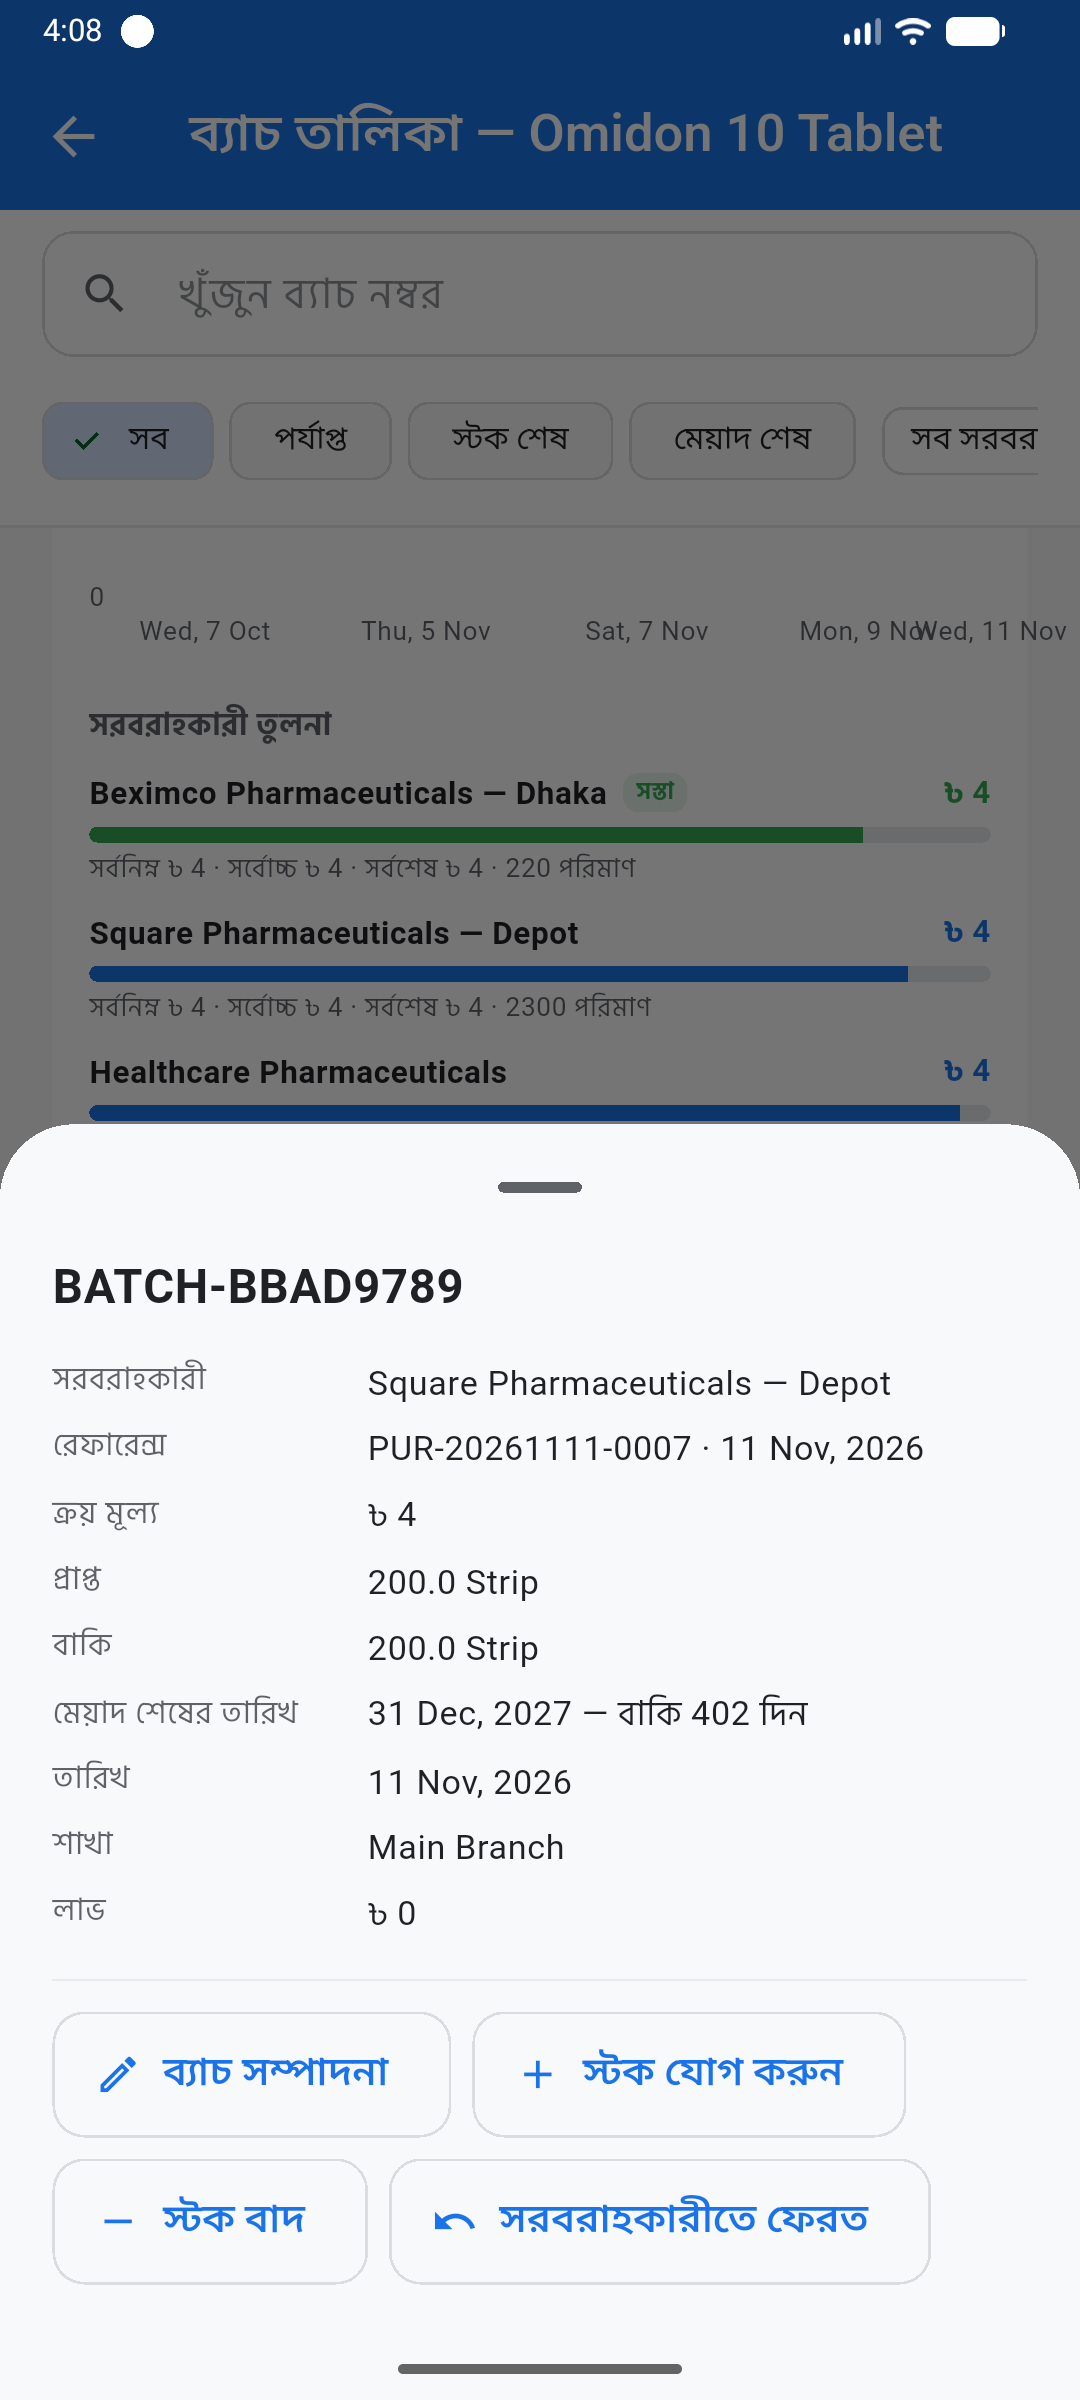 4:08
ব্যাচ তালিকা — Omidon 10 Tablet
খুঁজুন ব্যাচ নম্বর
সব পর্যাপ্ত স্টক শেষ মেয়াদ শেষ সব সরবর
0
Wed, 7 Oct Thu, 5 Nov Sat, 7 Nov Mon, 9 Nov Wed, 11 Nov
সরবরাহকারী তুলনা
Beximco Pharmaceuticals — Dhaka সস্তা ৳ 4
সর্বনিম্ন ৳ 4 · সর্বোচ্চ ৳ 4 · সর্বশেষ ৳ 4 · 220 পরিমাণ
Square Pharmaceuticals — Depot ৳ 4
সর্বনিম্ন ৳ 4 · সর্বোচ্চ ৳ 4 · সর্বশেষ ৳ 4 · 2300 পরিমাণ
Healthcare Pharmaceuticals ৳ 4
BATCH-BBAD9789
সরবরাহকারী Square Pharmaceuticals — Depot
রেফারেন্স PUR-20261111-0007 · 11 Nov, 2026
ক্রয় মূল্য ৳ 4
প্রাপ্ত 200.0 Strip
বাকি 200.0 Strip
মেয়াদ শেষের তারিখ 31 Dec, 2027 — বাকি 402 দিন
তারিখ 11 Nov, 2026
শাখা Main Branch
লাভ ৳ 0
ব্যাচ সম্পাদনা স্টক যোগ করুন
স্টক বাদ সরবরাহকারীতে ফেরত